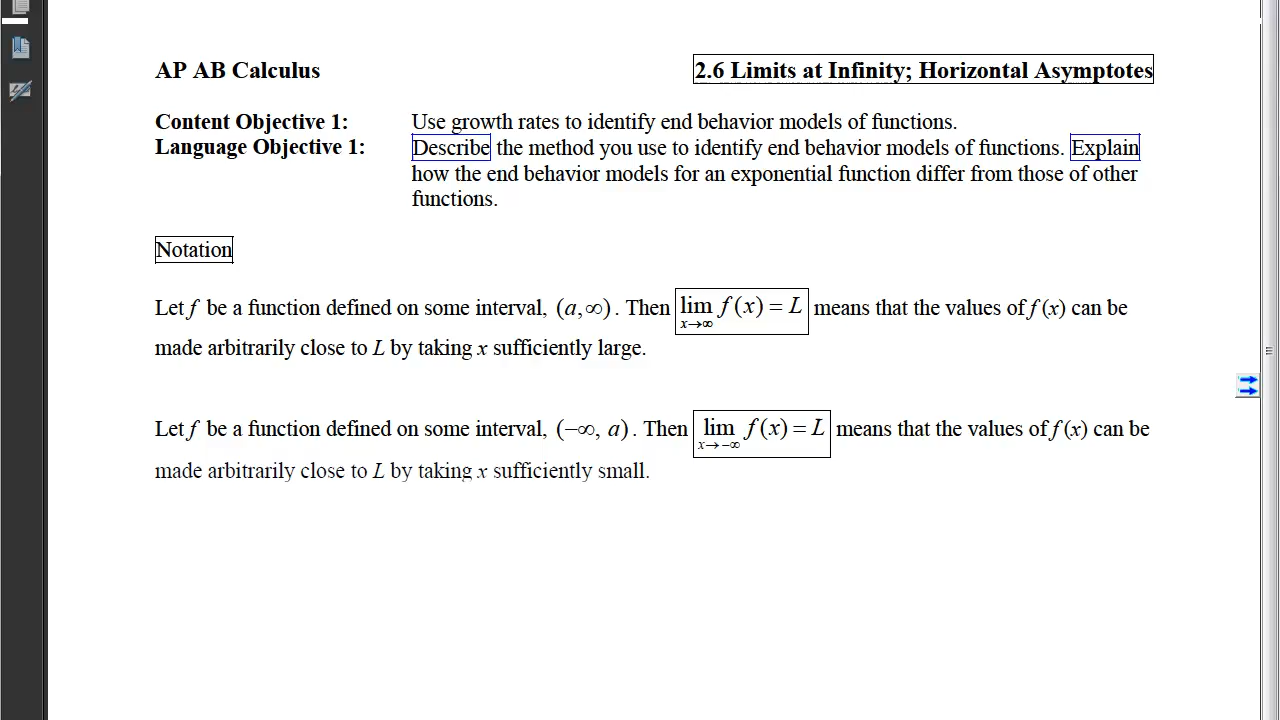 AP AB Calculus 2.6 Limits at Infinity; Horizontal Asymptotes
Content Objective 1: Use growth rates to identify end behavior models of functions.
Language Objective 1: Describe the method you use to identify end behavior models of functions. Explain
how the end behavior models for an exponential function differ from those of other
functions.
Notation
Let f be a function defined on some interval, (a,∞). Then lim x→∞ f(x) = L means that the values of f (x) can be
made arbitrarily close to L by taking x sufficiently large.
Let f be a function defined on some interval, (−∞, a). Then lim x→−∞ f(x) = L means that the values of f (x) can be
made arbitrarily close to L by taking x sufficiently small.